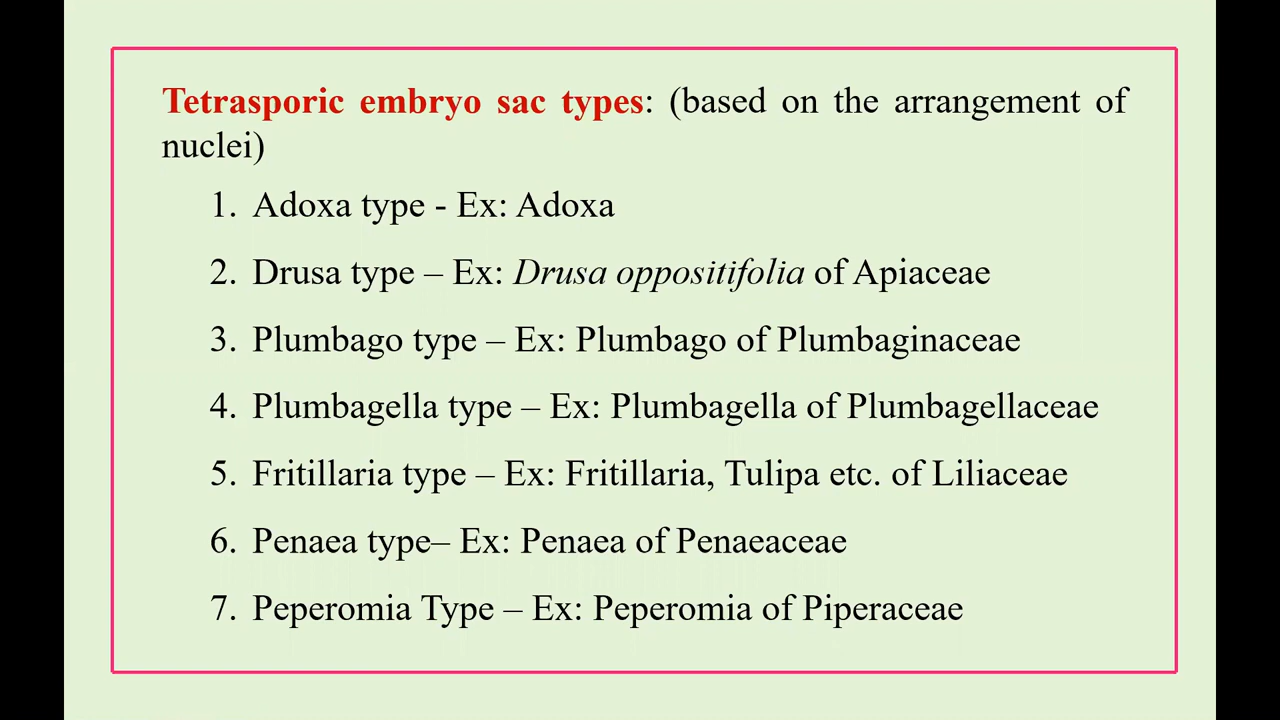 Tetrasporic embryo sac types: (based on the arrangement of
nuclei)
1. Adoxa type - Ex: Adoxa
2. Drusa type – Ex: Drusa oppositifolia of Apiaceae
3. Plumbago type – Ex: Plumbago of Plumbaginaceae
4. Plumbagella type – Ex: Plumbagella of Plumbagellaceae
5. Fritillaria type – Ex: Fritillaria, Tulipa etc. of Liliaceae
6. Penaea type– Ex: Penaea of Penaeaceae
7. Peperomia Type – Ex: Peperomia of Piperaceae